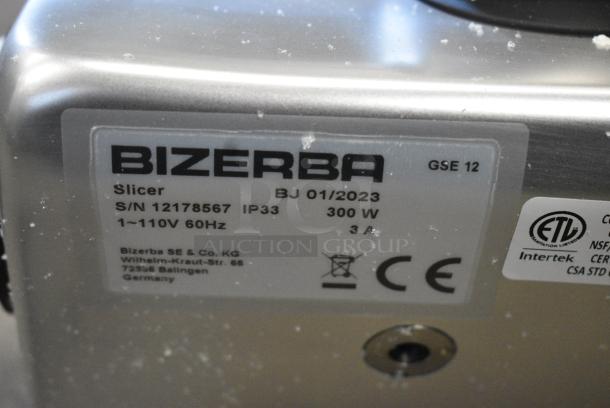 BIZERBA GSE 12
Slicer BJ 01/2023
S/N 12178567 IP33 300 W
1~110V 60Hz 3 A
AUCTION GROUP
Bizerba SE & Co. KG
Wilhelm-Kraut-Str. 65
72336 Balingen
Germany
CE
ETL
Intertek
NSF/
CER
CSA STD